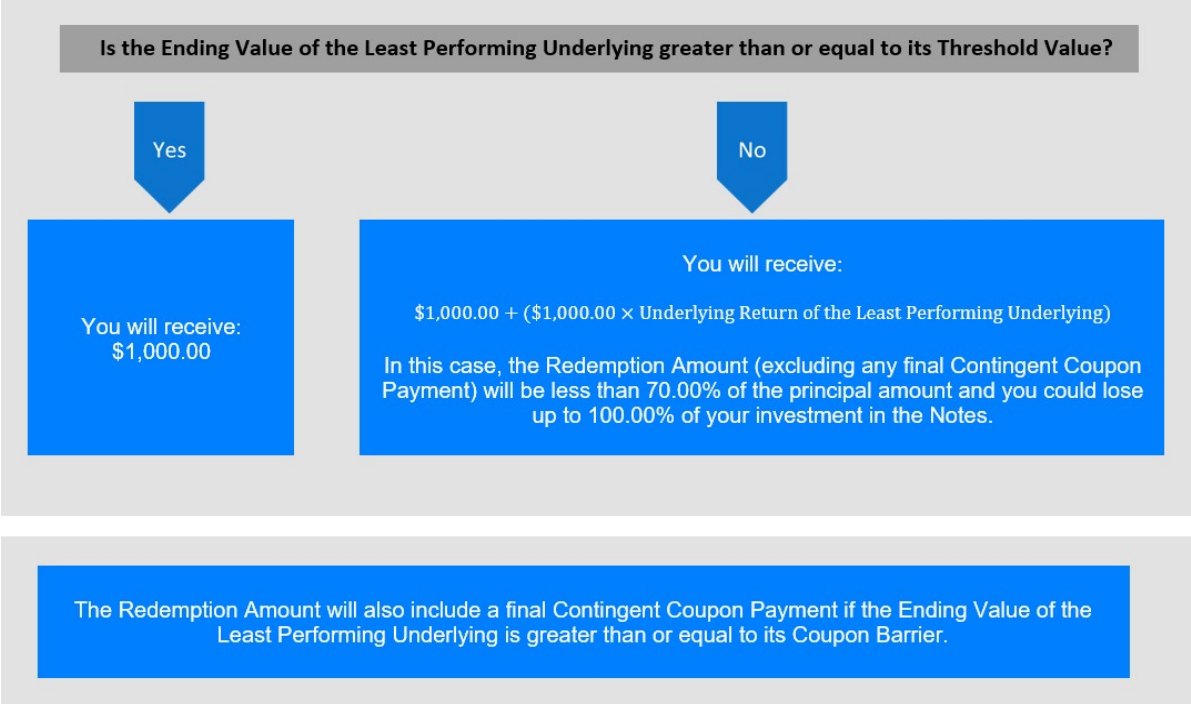 Is the Ending Value of the Least Performing Underlying greater than or equal to its Threshold Value?
Yes
No
You will receive:
$1,000.00
You will receive:
$1,000.00 + ($1,000.00 × Underlying Return of the Least Performing Underlying)
In this case, the Redemption Amount (excluding any final Contingent Coupon
Payment) will be less than 70.00% of the principal amount and you could lose
up to 100.00% of your investment in the Notes.
The Redemption Amount will also include a final Contingent Coupon Payment if the Ending Value of the
Least Performing Underlying is greater than or equal to its Coupon Barrier.